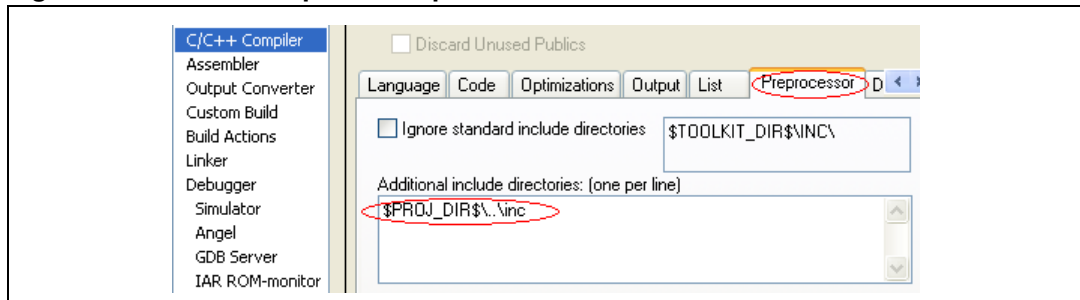 C/C++ Compiler
Assembler
Output Converter
Custom Build
Build Actions
Linker
Debugger
Simulator
Angel
GDB Server
IAR ROM-monitor
Discard Unused Publics
Language Code Optimizations Output List Preprocessor D
Ignore standard include directories
$TOOLKIT_DIR$\INC\
Additional include directories: (one per line)
$PROJ_DIR$\..\inc